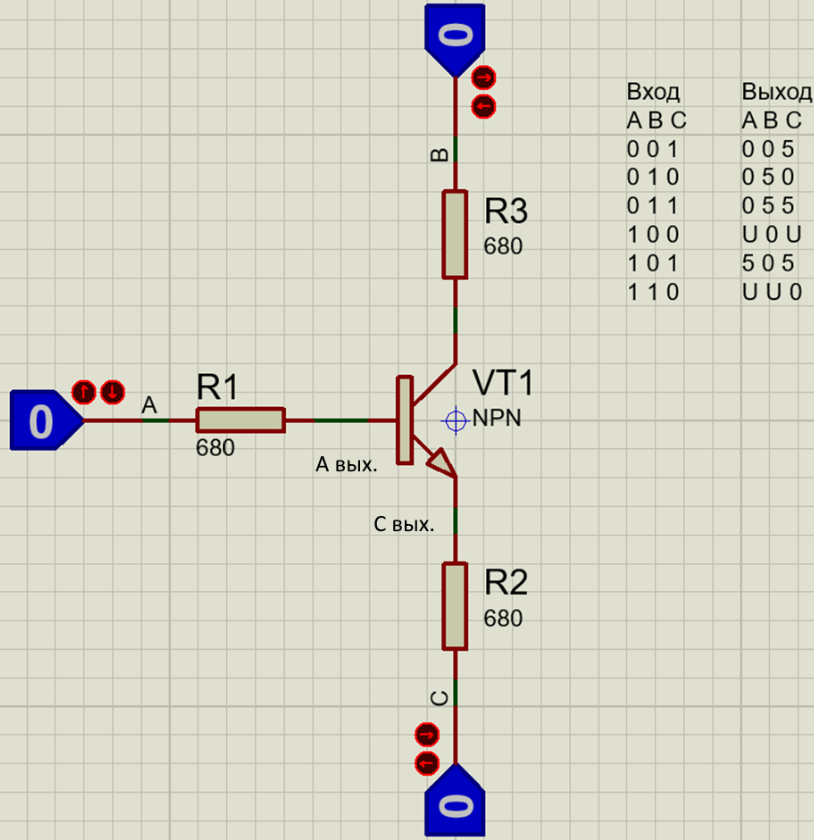 0
B
R3
680
Вход Выход
A B C A B C
0 0 1 0 0 5
0 1 0 0 5 0
0 1 1 0 5 5
1 0 0 U 0 U
1 0 1 5 0 5
1 1 0 U U 0
0
A
R1
680
VT1
NPN
А вых.
С вых.
R2
680
C
0